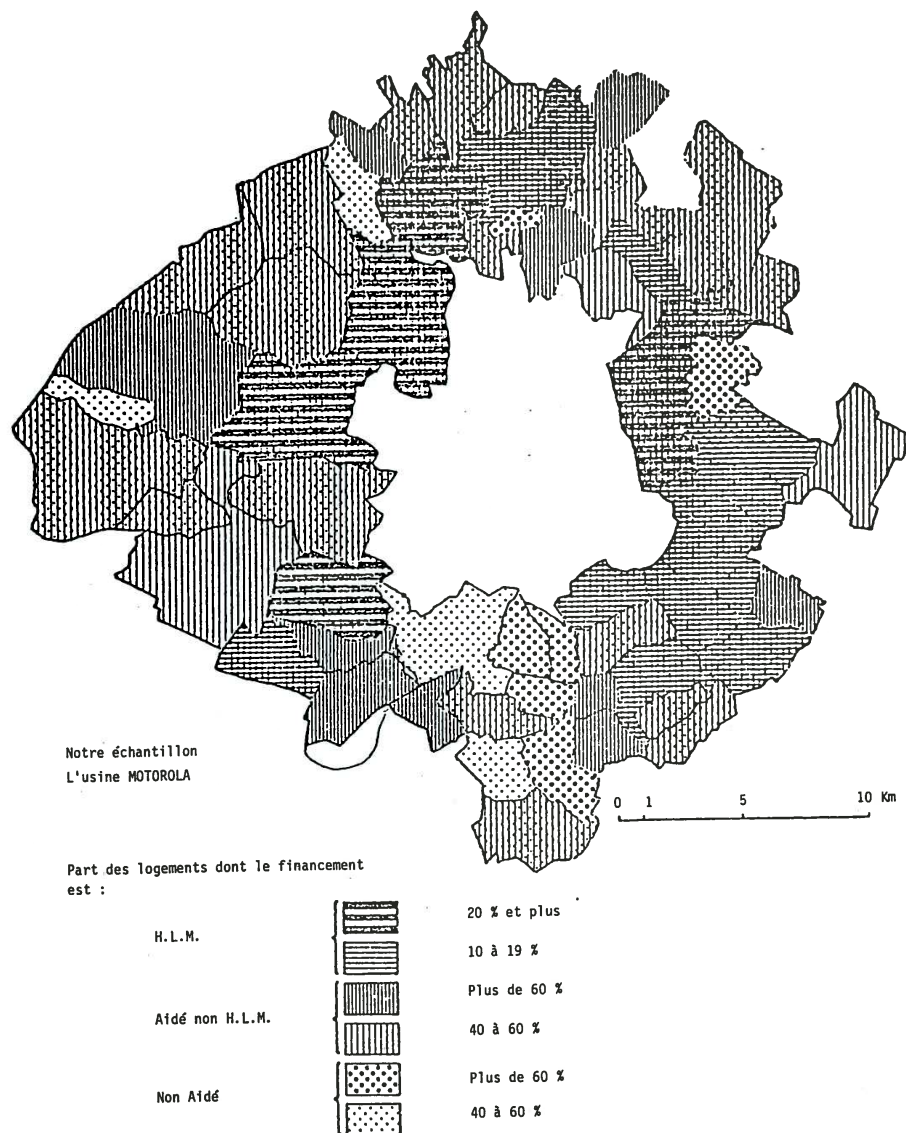 Notre échantillon
L'usine MOTOROLA
0 1 5 10 Km
Part des logements dont le financement
est :
H.L.M.
20 % et plus
10 à 19 %
Aidé non H.L.M.
Plus de 60 %
40 à 60 %
Non Aidé
Plus de 60 %
40 à 60 %